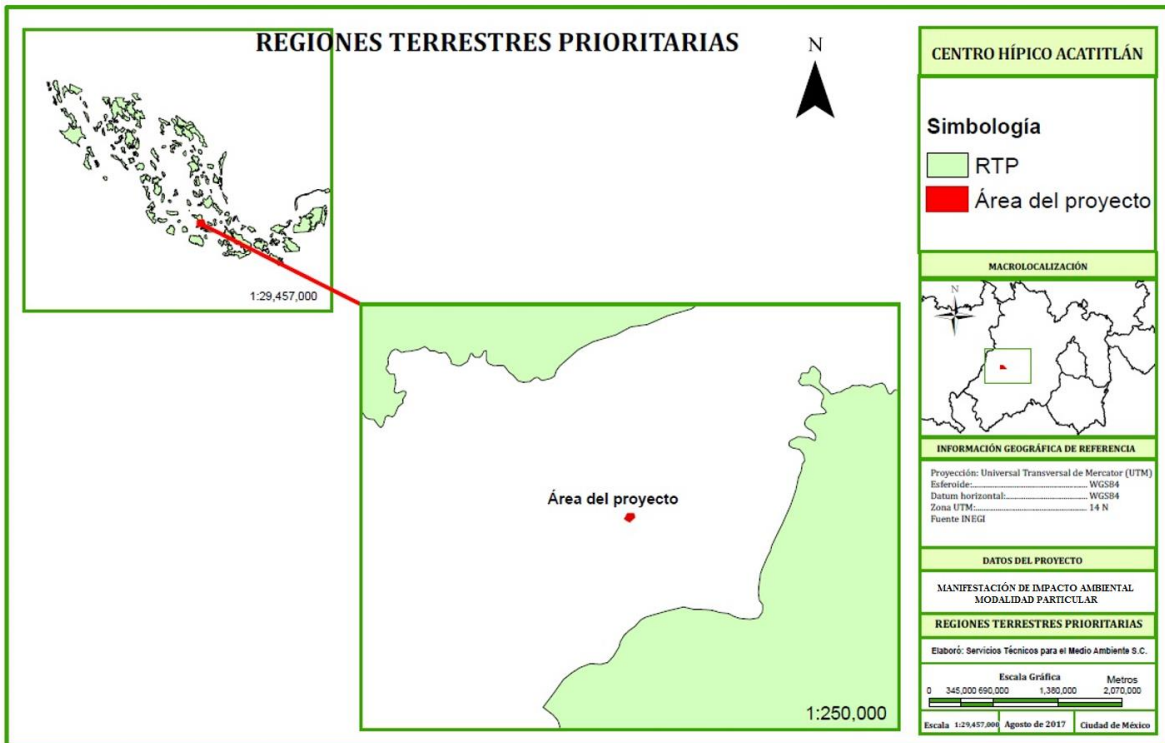 REGIONES TERRESTRES PRIORITARIAS
N
1:29,457,000
Área del proyecto
1:250,000
CENTRO HÍPICO ACATITLÁN
Simbología
RTP
Área del proyecto
MACROLOCALIZACIÓN
N
INFORMACIÓN GEOGRÁFICA DE REFERENCIA
Proyección: Universal Transversal de Mercator (UTM)
Esferoide:........................................ WGS84
Datum horizontal:............................ WGS84
Zona UTM:....................................... 14 N
Fuente INEGI
DATOS DEL PROYECTO
MANIFESTACIÓN DE IMPACTO AMBIENTAL
MODALIDAD PARTICULAR
REGIONES TERRESTRES PRIORITARIAS
Elaboró: Servicios Técnicos para el Medio Ambiente S.C.
Escala Gráfica
Metros
0 345,000 690,000 1,380,000 2,070,000
Escala 1:29,457,000 Agosto de 2017 Ciudad de México